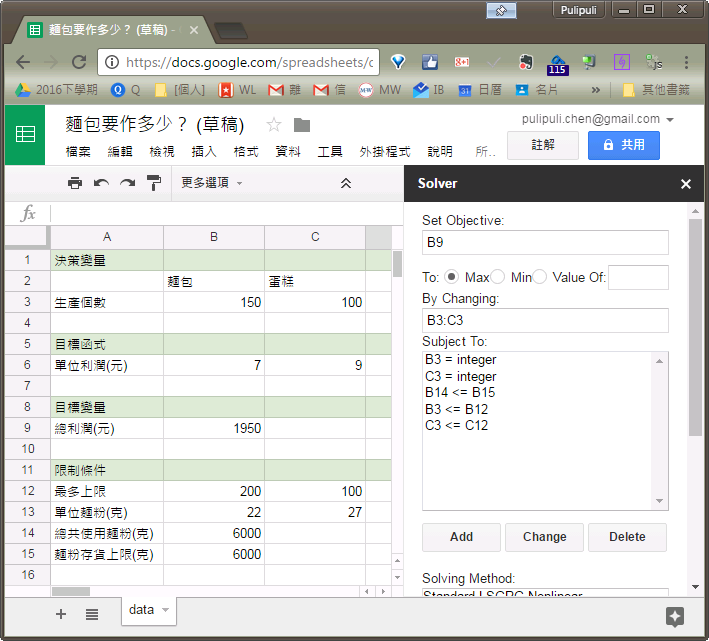 Pulipuli
麵包要作多少？ (草稿) -
https://docs.google.com/spreadsheets/d
115
js
2016下學期 Q [個人] WL 離 信 MW IB 31 日曆 名片 » 其他書籤
麵包要作多少？ (草稿)
pulipuli.chen@gmail.com
檔案 編輯 檢視 插入 格式 資料 工具 外掛程式 說明 所..
註解 共用
更多選項
Solver
fx
Set Objective:
B9
To: Max Min Value Of:
By Changing:
B3:C3
Subject To:
B3 = integer
C3 = integer
B14 <= B15
B3 <= B12
C3 <= C12
Add Change Delete
Solving Method:
Standard LSGRG Nonlinear
A B C
1 決策變量
2 麵包 蛋糕
3 生產個數 150 100
4
5 目標函式
6 單位利潤(元) 7 9
7
8 目標變量
9 總利潤(元) 1950
10
11 限制條件
12 最多上限 200 100
13 單位麵粉(克) 22 27
14 總共使用麵粉(克) 6000
15 麵粉存貨上限(克) 6000
16
data